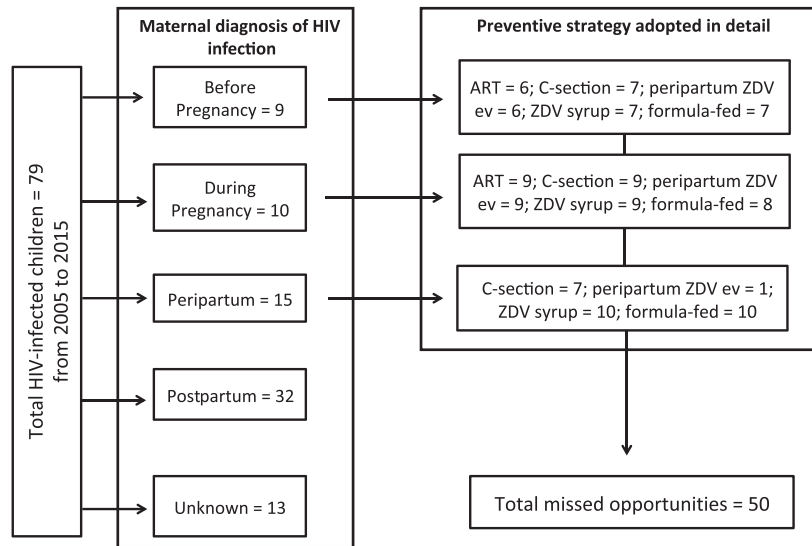 Total HIV-infected children = 79
from 2005 to 2015
Maternal diagnosis of HIV
infection
Before
Pregnancy = 9
During
Pregnancy = 10
Peripartum = 15
Postpartum = 32
Unknown = 13
Preventive strategy adopted in detail
ART = 6; C-section = 7; peripartum ZDV
ev = 6; ZDV syrup = 7; formula-fed = 7
ART = 9; C-section = 9; peripartum ZDV
ev = 9; ZDV syrup = 9; formula-fed = 8
C-section = 7; peripartum ZDV ev = 1;
ZDV syrup = 10; formula-fed = 10
Total missed opportunities = 50